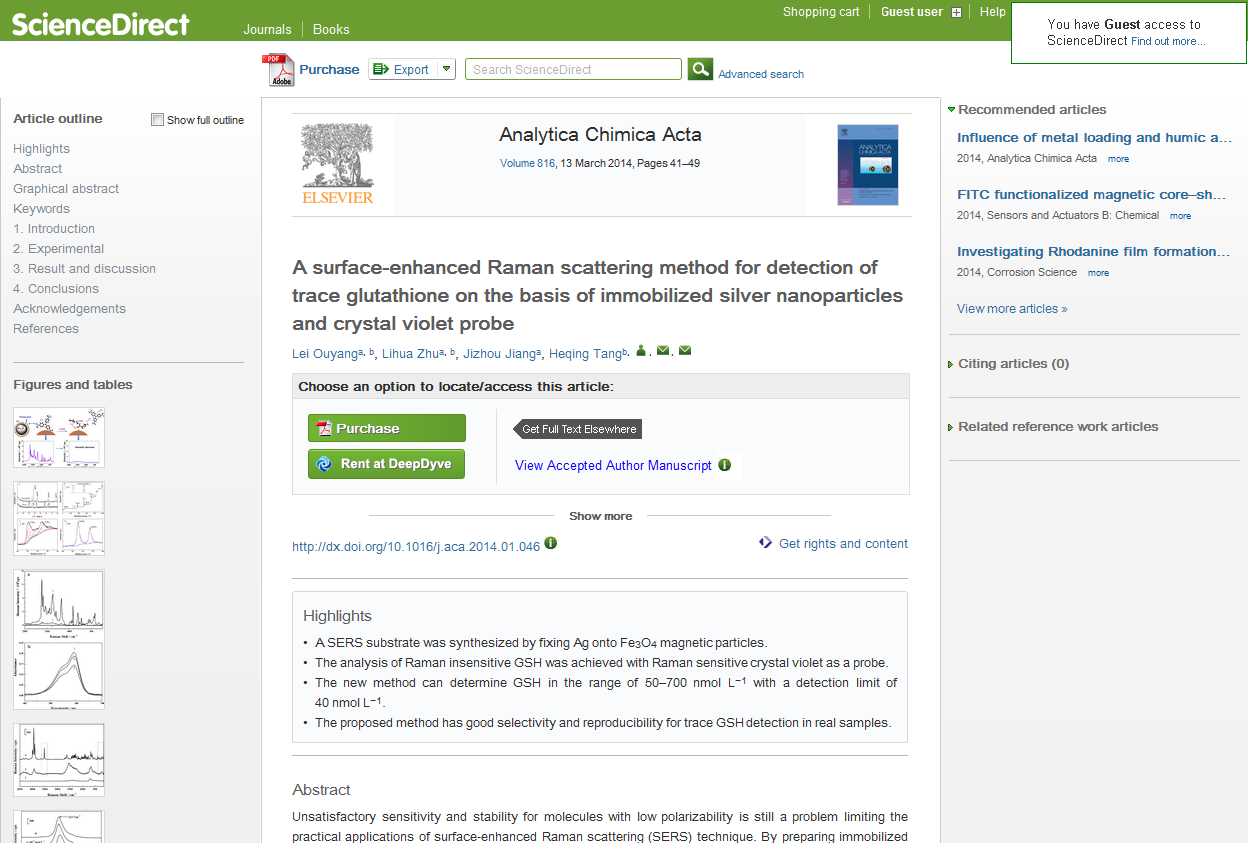 ScienceDirect
Journals
Books
Shopping cart
Guest user
Help
You have Guest access to
ScienceDirect Find out more...
PDF
Adobe
Purchase
Export
Search ScienceDirect
Advanced search
Article outline
Show full outline
Highlights
Abstract
Graphical abstract
Keywords
1. Introduction
2. Experimental
3. Result and discussion
4. Conclusions
Acknowledgements
References
Figures and tables
ELSEVIER
Analytica Chimica Acta
Volume 816, 13 March 2014, Pages 41–49
ANALYTICA
CHIMICA ACTA
A surface-enhanced Raman scattering method for detection of
trace glutathione on the basis of immobilized silver nanoparticles
and crystal violet probe
Lei Ouyang a, b, Lihua Zhu a, b, Jizhou Jiang a, Heqing Tang b,
Choose an option to locate/access this article:
Purchase
Rent at DeepDyve
Get Full Text Elsewhere
View Accepted Author Manuscript
Show more
http://dx.doi.org/10.1016/j.aca.2014.01.046
Get rights and content
Highlights
• A SERS substrate was synthesized by fixing Ag onto Fe3O4 magnetic particles.
• The analysis of Raman insensitive GSH was achieved with Raman sensitive crystal violet as a probe.
• The new method can determine GSH in the range of 50–700 nmol L−1 with a detection limit of
40 nmol L−1.
• The proposed method has good selectivity and reproducibility for trace GSH detection in real samples.
Abstract
Unsatisfactory sensitivity and stability for molecules with low polarizability is still a problem limiting the
practical applications of surface-enhanced Raman scattering (SERS) technique. By preparing immobilized
Recommended articles
Influence of metal loading and humic a...
2014, Analytica Chimica Acta more
FITC functionalized magnetic core–sh...
2014, Sensors and Actuators B: Chemical more
Investigating Rhodanine film formation...
2014, Corrosion Science more
View more articles »
Citing articles (0)
Related reference work articles